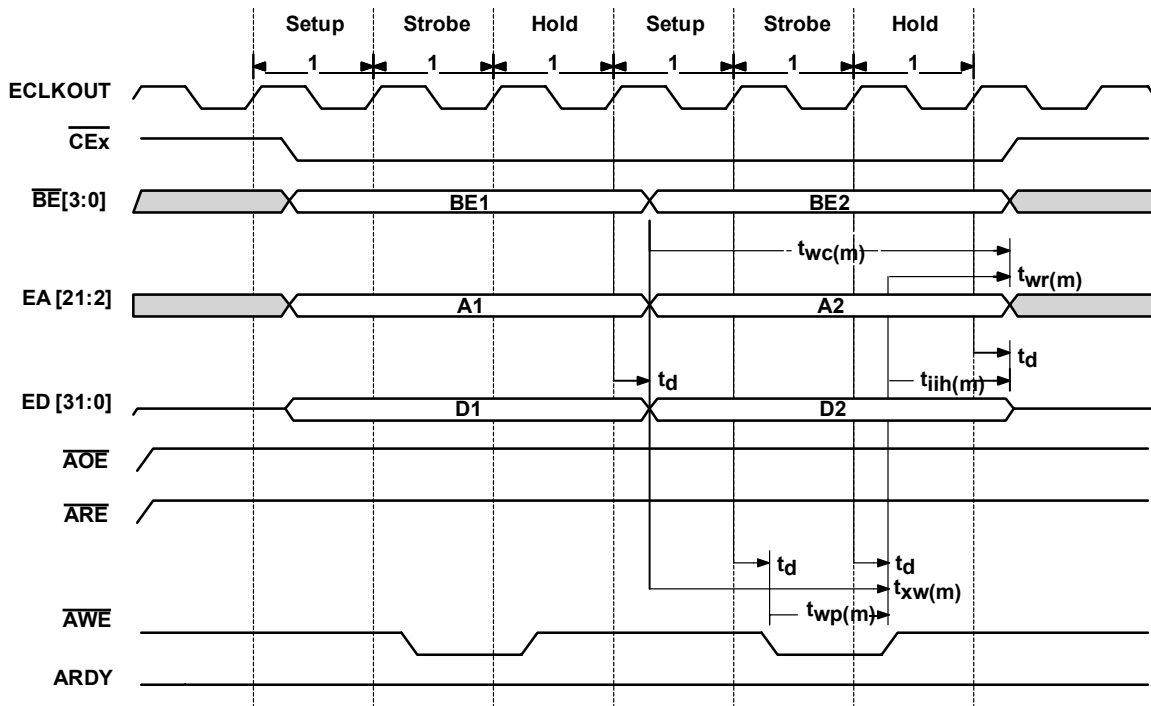 Setup Strobe Hold Setup Strobe Hold
1 1 1 1 1 1
ECLKOUT
CEx
BE[3:0] BE1 BE2
twc(m)
twr(m)
EA [21:2] A1 A2
td
td tiih(m)
ED [31:0] D1 D2
AOE
ARE
td td
txw(m)
twp(m)
AWE
ARDY